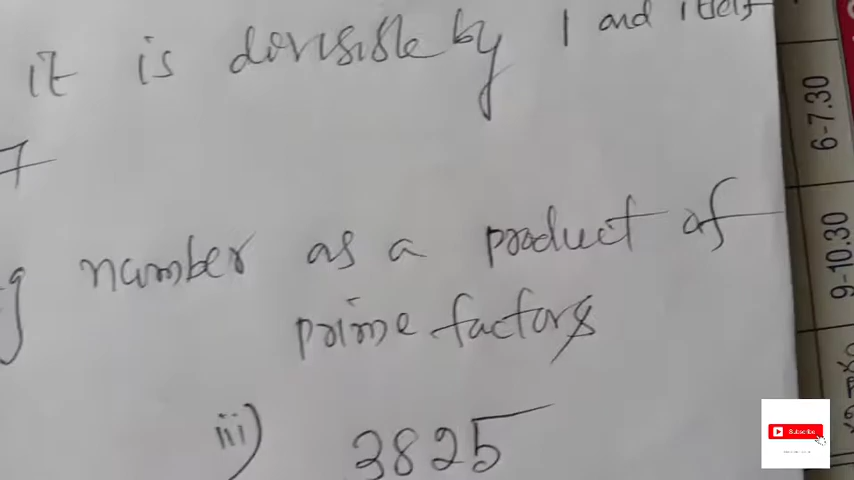 it is divisible by 1 and itself
7
g number as a product of
prime factors
iii) 3825
6-7.30
9-10.30
Subscribe